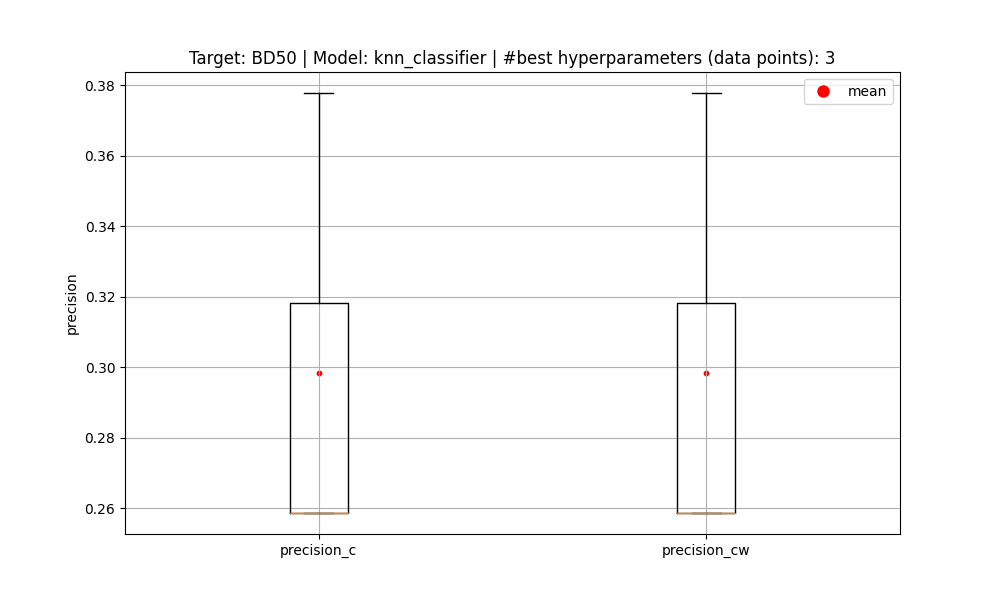 Target: BD50 | Model: knn_classifier | #best hyperparameters (data points): 3
mean
0.38
0.36
0.34
0.32
0.30
0.28
0.26
precision
precision_c
precision_cw